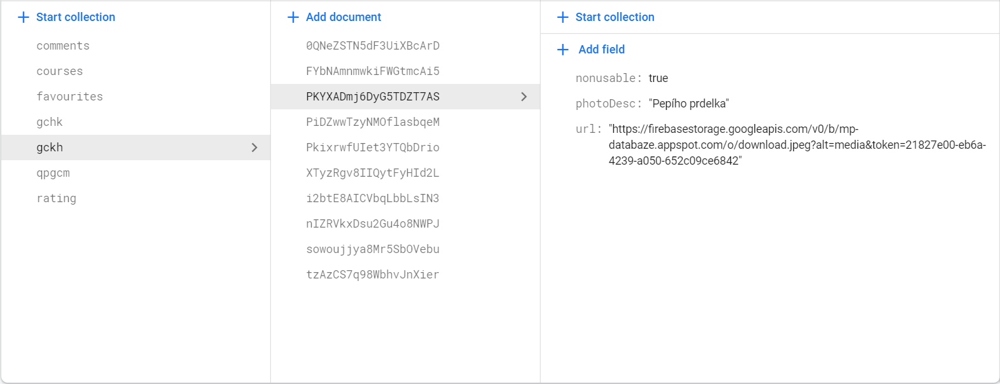 Start collection
comments
courses
favourites
gchk
gckh
qpgcm
rating
Add document
0QNeZSTN5dF3UiXBcArD
FYbNAmnmwkiFWGtmcAi5
PKYXADmj6DyG5TDZT7AS
PiDZwwTzyNMOflasbqeM
PkixrwfUIet3YTQbDrio
XTyzRgv8IIQytFyHId2L
i2btE8AICVbqLbbLsIN3
nIZRVkxDsu2Gu4o8NWPJ
sowoujjya8Mr5SbOVebu
tzAzCS7q98WbhvJnXier
Start collection
Add field
nonusable: true
photoDesc: "Pepího prdelka"
url: "https://firebasestorage.googleapis.com/v0/b/mp-
databaze.appspot.com/o/download.jpeg?alt=media&token=21827e00-eb6a-
4239-a050-652c09ce6842"